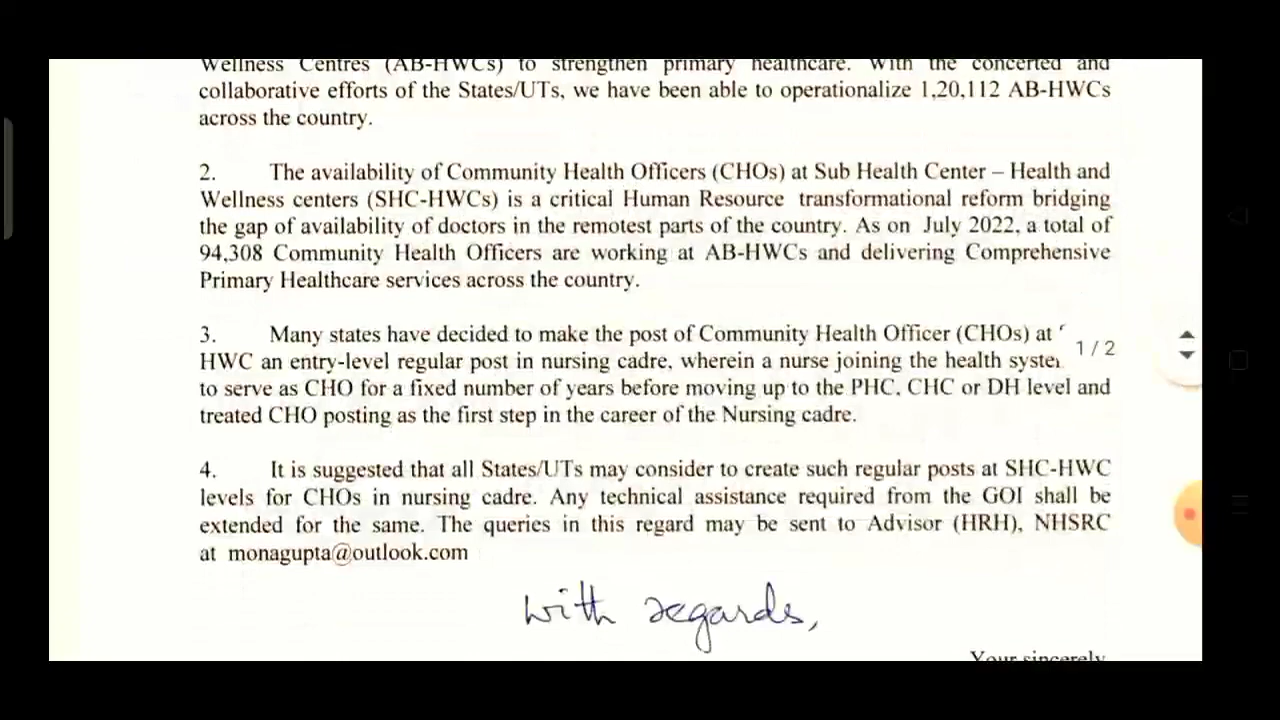 Wellness Centres (AB-HWCs) to strengthen primary healthcare. With the concerted and
collaborative efforts of the States/UTs, we have been able to operationalize 1,20,112 AB-HWCs
across the country.
2. The availability of Community Health Officers (CHOs) at Sub Health Center – Health and
Wellness centers (SHC-HWCs) is a critical Human Resource transformational reform bridging
the gap of availability of doctors in the remotest parts of the country. As on July 2022, a total of
94,308 Community Health Officers are working at AB-HWCs and delivering Comprehensive
Primary Healthcare services across the country.
3. Many states have decided to make the post of Community Health Officer (CHOs) at
HWC an entry-level regular post in nursing cadre, wherein a nurse joining the health
1 / 2
to serve as CHO for a fixed number of years before moving up to the PHC, CHC or DH level and
treated CHO posting as the first step in the career of the Nursing cadre.
4. It is suggested that all States/UTs may consider to create such regular posts at SHC-HWC
levels for CHOs in nursing cadre. Any technical assistance required from the GOI shall be
extended for the same. The queries in this regard may be sent to Advisor (HRH), NHSRC
at monagupta@outlook.com
with regards,
Your sincerely